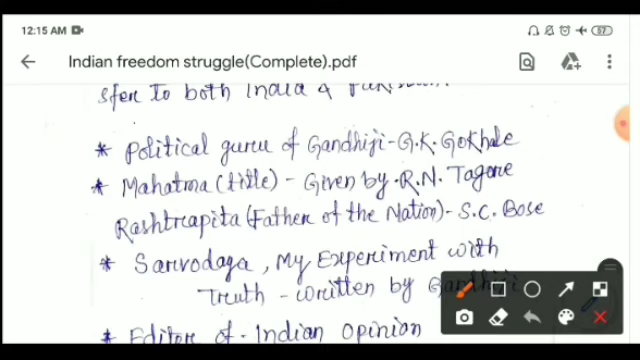 12:15 AM 57
Indian freedom struggle(Complete).pdf
sfer to both India &
* Political guru of Gandhiji-G.K. Gokhale
* Mahatma (title) - Given by R.N. Tagore
Rashtrapita (Father of the Nation)- S.C. Bose
* Sarvodaya, My Experiment with
Truth - written by Gandhiji
* Editor of - Indian Opinion